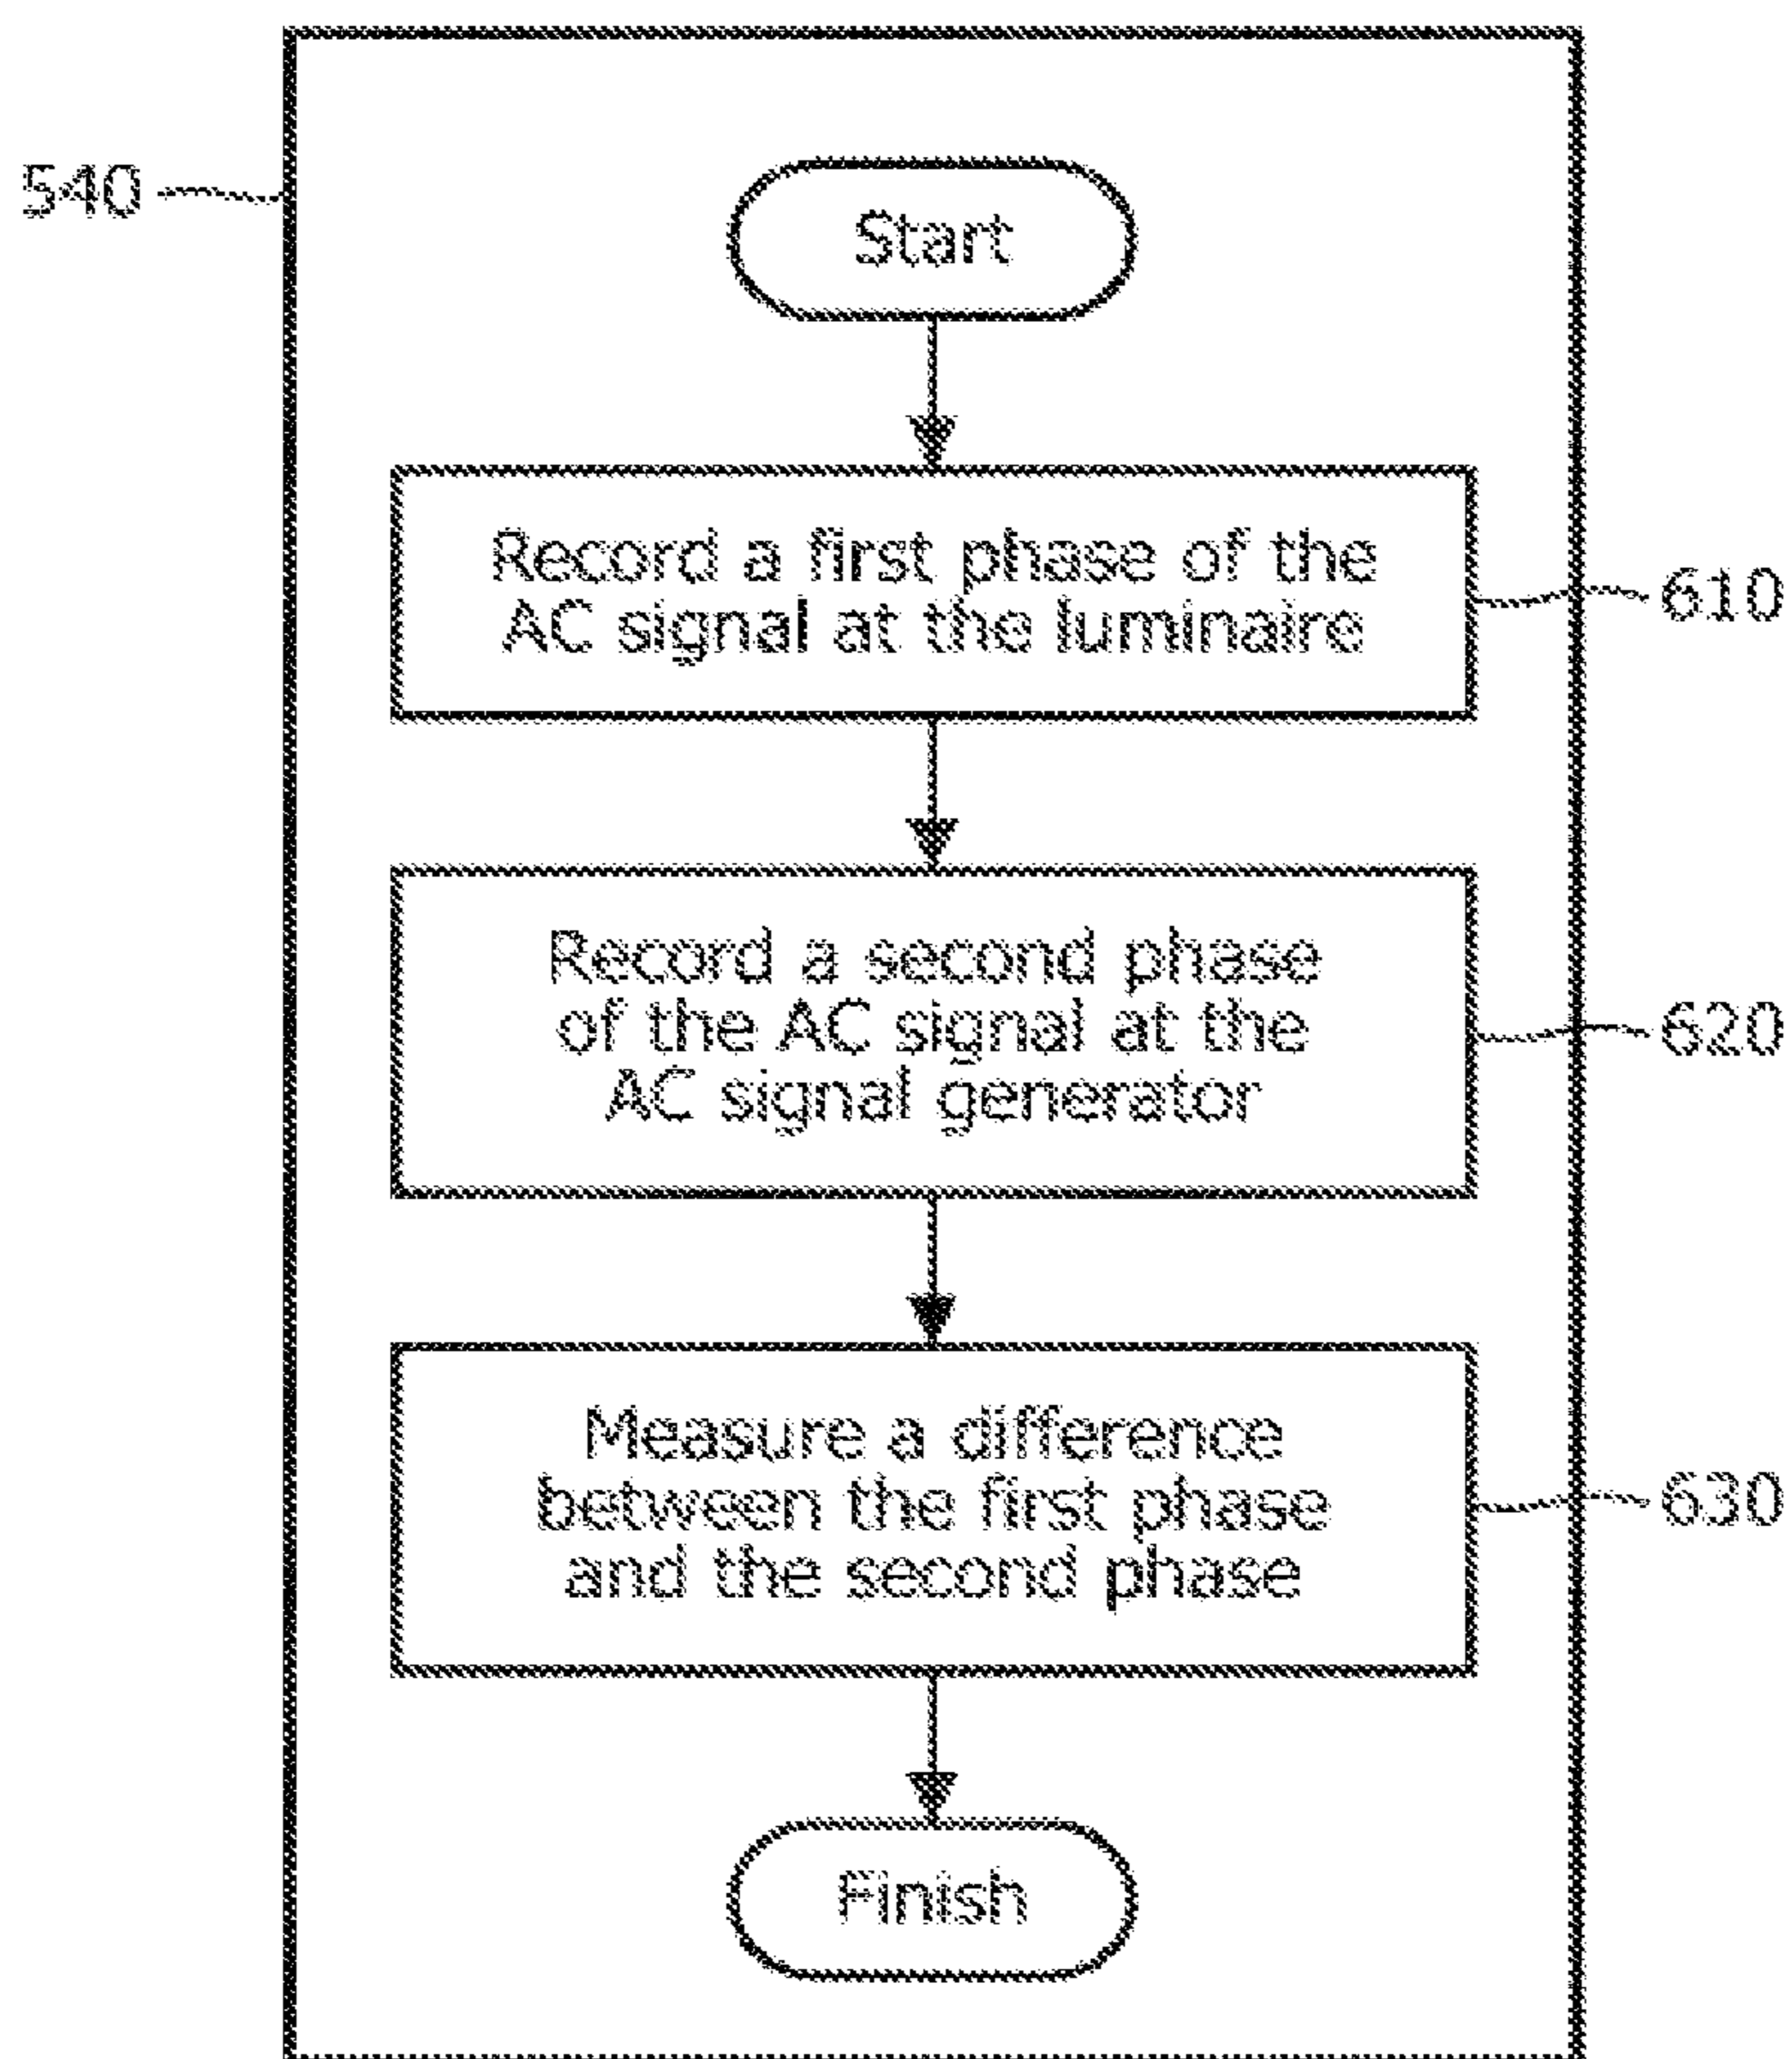 540
Start
Record a first phase of the
AC signal at the luminaire
610
Record a second phase
of the AC signal at the
AC signal generator
620
Measure a difference
between the first phase
and the second phase
630
Finish